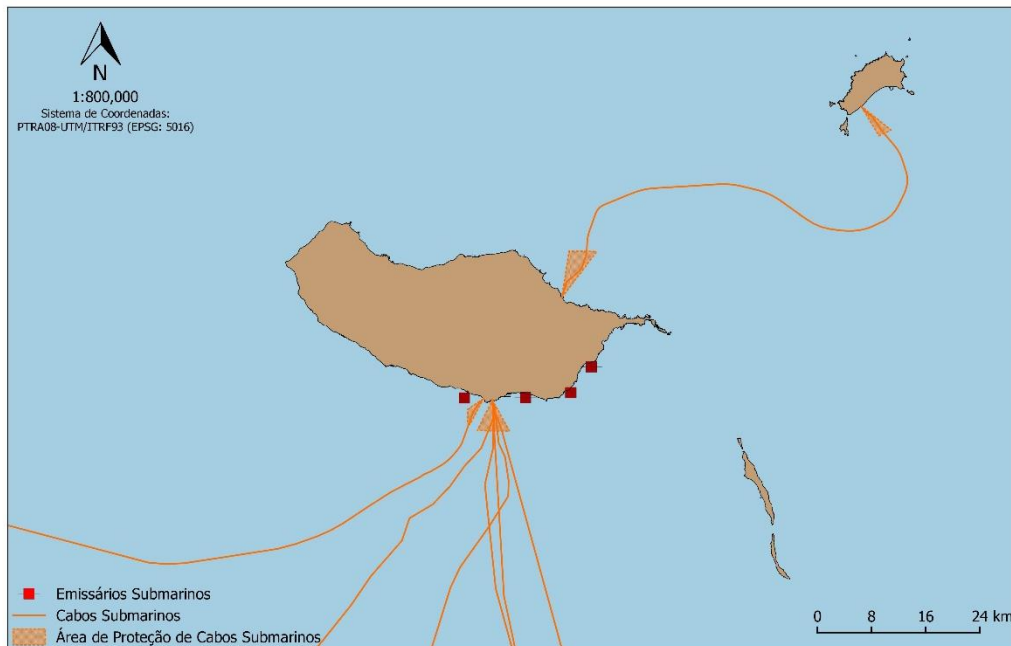 N
1:800,000
Sistema de Coordenadas:
PTRA08-UTM/ITRF93 (EPSG: 5016)
Emissários Submarinos
Cabos Submarinos
Área de Proteção de Cabos Submarinos
0 8 16 24 km